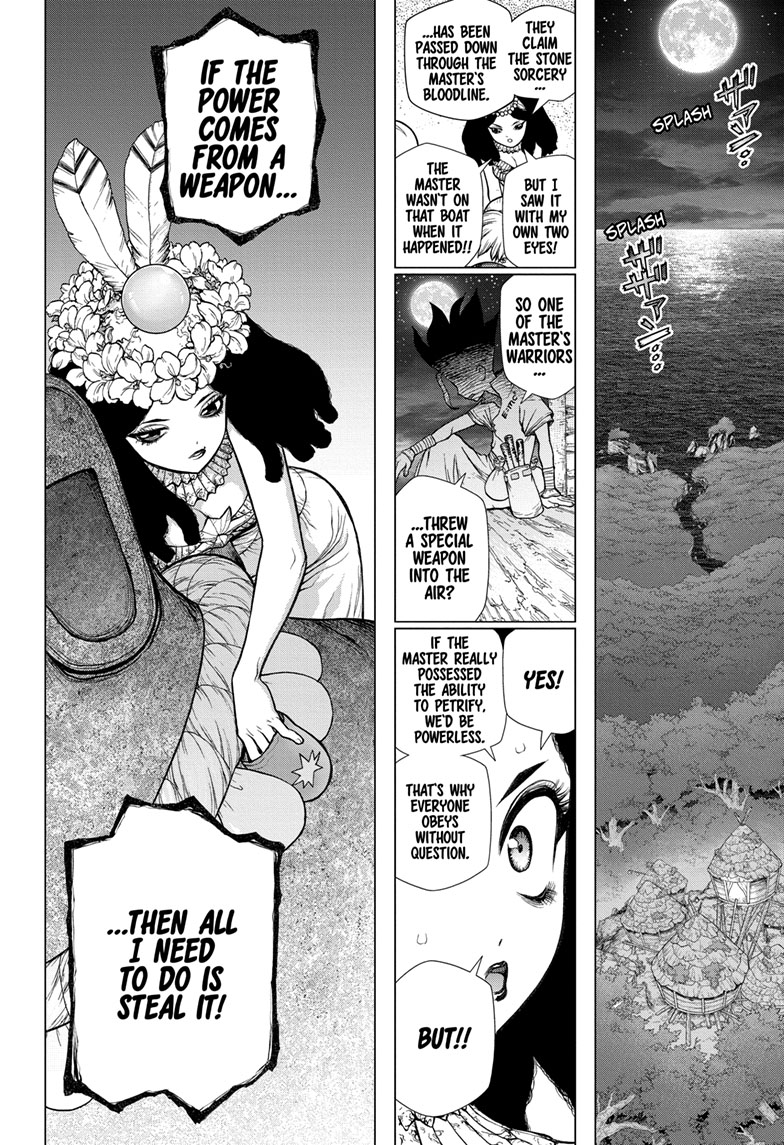 ザァ…
SPLASH
SPLASH
ザザァン…
THEY
CLAIM
THE STONE
SORCERY
...
...HAS BEEN
PASSED DOWN
THROUGH THE
MASTER'S
BLOODLINE.
BUT I
SAW IT
WITH MY
OWN TWO
EYES!
THE
MASTER
WASN'T ON
THAT BOAT
WHEN IT
HAPPENED!!
SO ONE
OF THE
MASTER'S
WARRIORS
...
E=mc²
...THREW
A SPECIAL
WEAPON
INTO THE
AIR?
YES!
IF THE
MASTER REALLY
POSSESSED
THE ABILITY
TO PETRIFY,
WE'D BE
POWERLESS.
THAT'S WHY
EVERYONE
OBEYS
WITHOUT
QUESTION.
BUT!!
IF THE
POWER
COMES
FROM A
WEAPON...
...THEN ALL
I NEED
TO DO IS
STEAL IT!